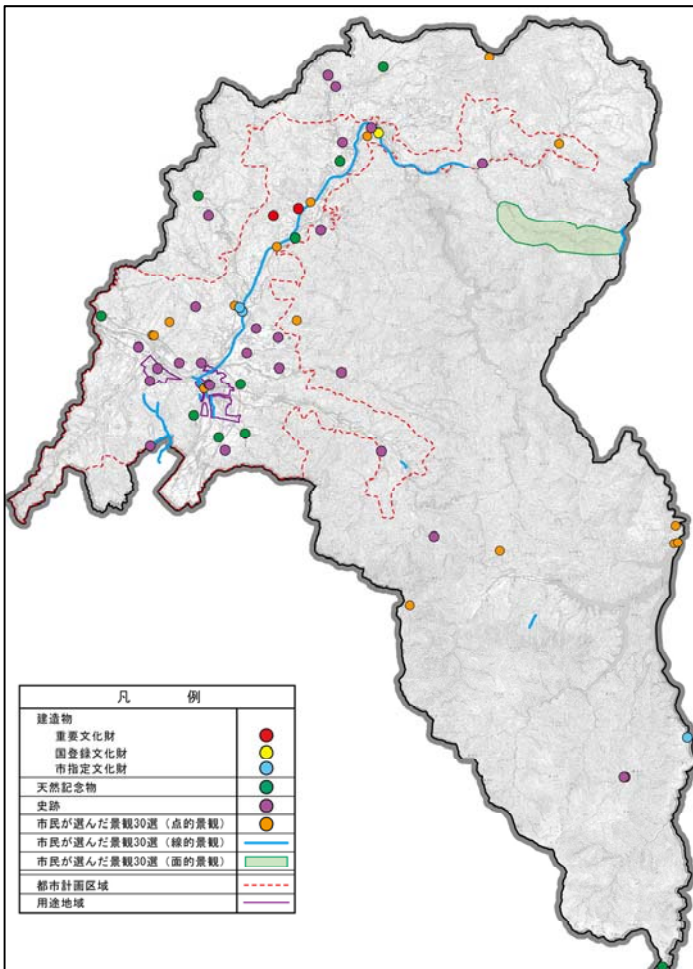 凡 例
建造物
重要文化財
国登録文化財
市指定文化財
天然記念物
史跡
市民が選んだ景観30選（点的景観）
市民が選んだ景観30選（線的景観）
市民が選んだ景観30選（面的景観）
都市計画区域
用途地域